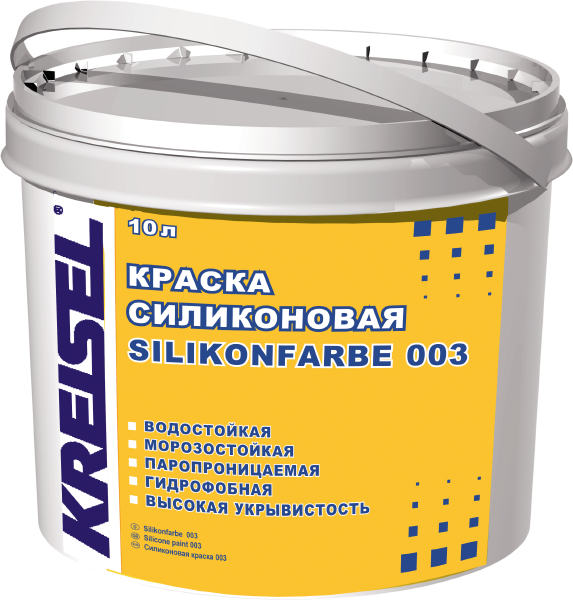 KREISEL®
10 л
КРАСКА
СИЛИКОНОВАЯ
SILIKONFARBE 003
ВОДОСТОЙКАЯ
МОРОЗОСТОЙКАЯ
ПАРОПРОНИЦАЕМАЯ
ГИДРОФОБНАЯ
ВЫСОКАЯ УКРЫВИСТОСТЬ
Silikonfarbe 003
Silicone paint 003
Силиконовая краска 003